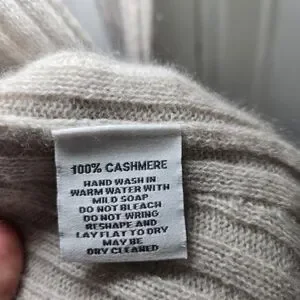 100% CASHMERE
HAND WASH IN
WARM WATER WITH
MILD SOAP
DO NOT BLEACH
DO NOT WRING
RESHAPE AND
LAY FLAT TO DRY
MAY BE
DRY CLEANED